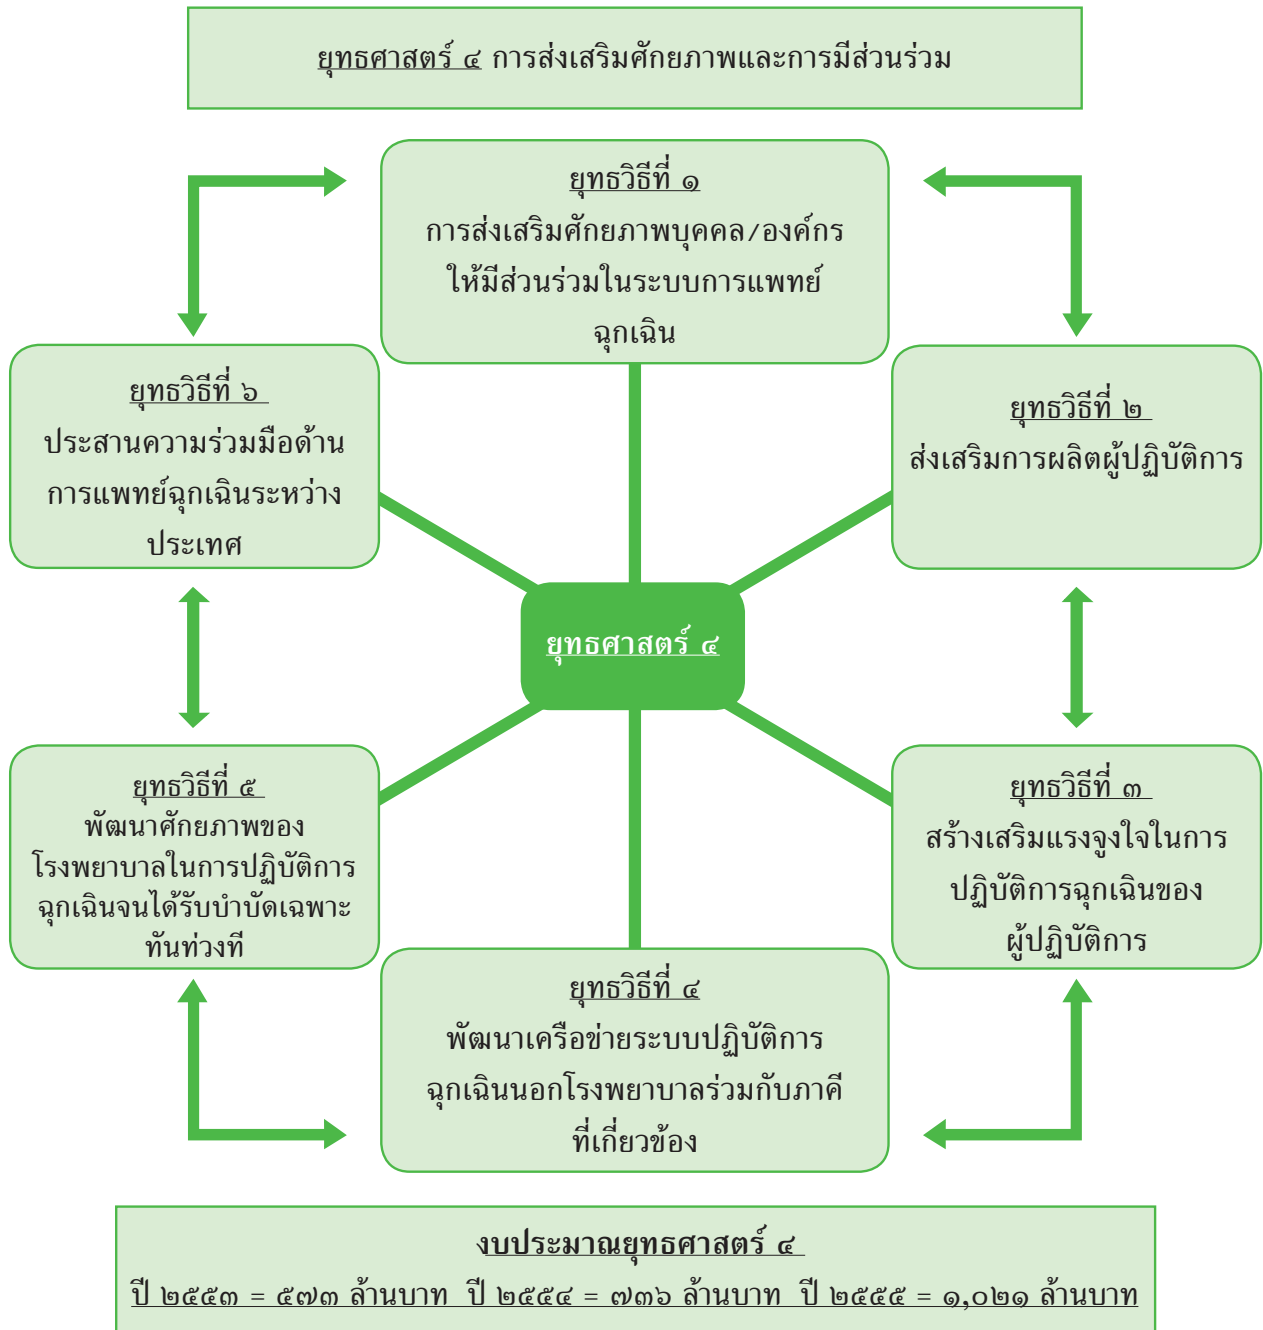 ยุทธศาสตร์ ๔ การส่งเสริมศักยภาพและการมีส่วนร่วม
ยุทธวิธีที่ ๑
การส่งเสริมศักยภาพบุคคล/องค์กร
ให้มีส่วนร่วมในระบบการแพทย์
ฉุกเฉิน
ยุทธวิธีที่ ๒
ส่งเสริมการผลิตผู้ปฏิบัติการ
ยุทธวิธีที่ ๓
สร้างเสริมแรงจูงใจในการ
ปฏิบัติการฉุกเฉินของ
ผู้ปฏิบัติการ
ยุทธวิธีที่ ๔
พัฒนาเครือข่ายระบบปฏิบัติการ
ฉุกเฉินนอกโรงพยาบาลร่วมกับภาคี
ที่เกี่ยวข้อง
ยุทธวิธีที่ ๕
พัฒนาศักยภาพของ
โรงพยาบาลในการปฏิบัติการ
ฉุกเฉินจนได้รับบำบัดเฉพาะ
ทันท่วงที
ยุทธวิธีที่ ๖
ประสานความร่วมมือด้าน
การแพทย์ฉุกเฉินระหว่าง
ประเทศ
ยุทธศาสตร์ ๔
งบประมาณยุทธศาสตร์ ๔
ปี ๒๕๕๓ = ๕๗๓ ล้านบาท ปี ๒๕๕๔ = ๗๓๖ ล้านบาท ปี ๒๕๕๕ = ๑,๐๒๑ ล้านบาท